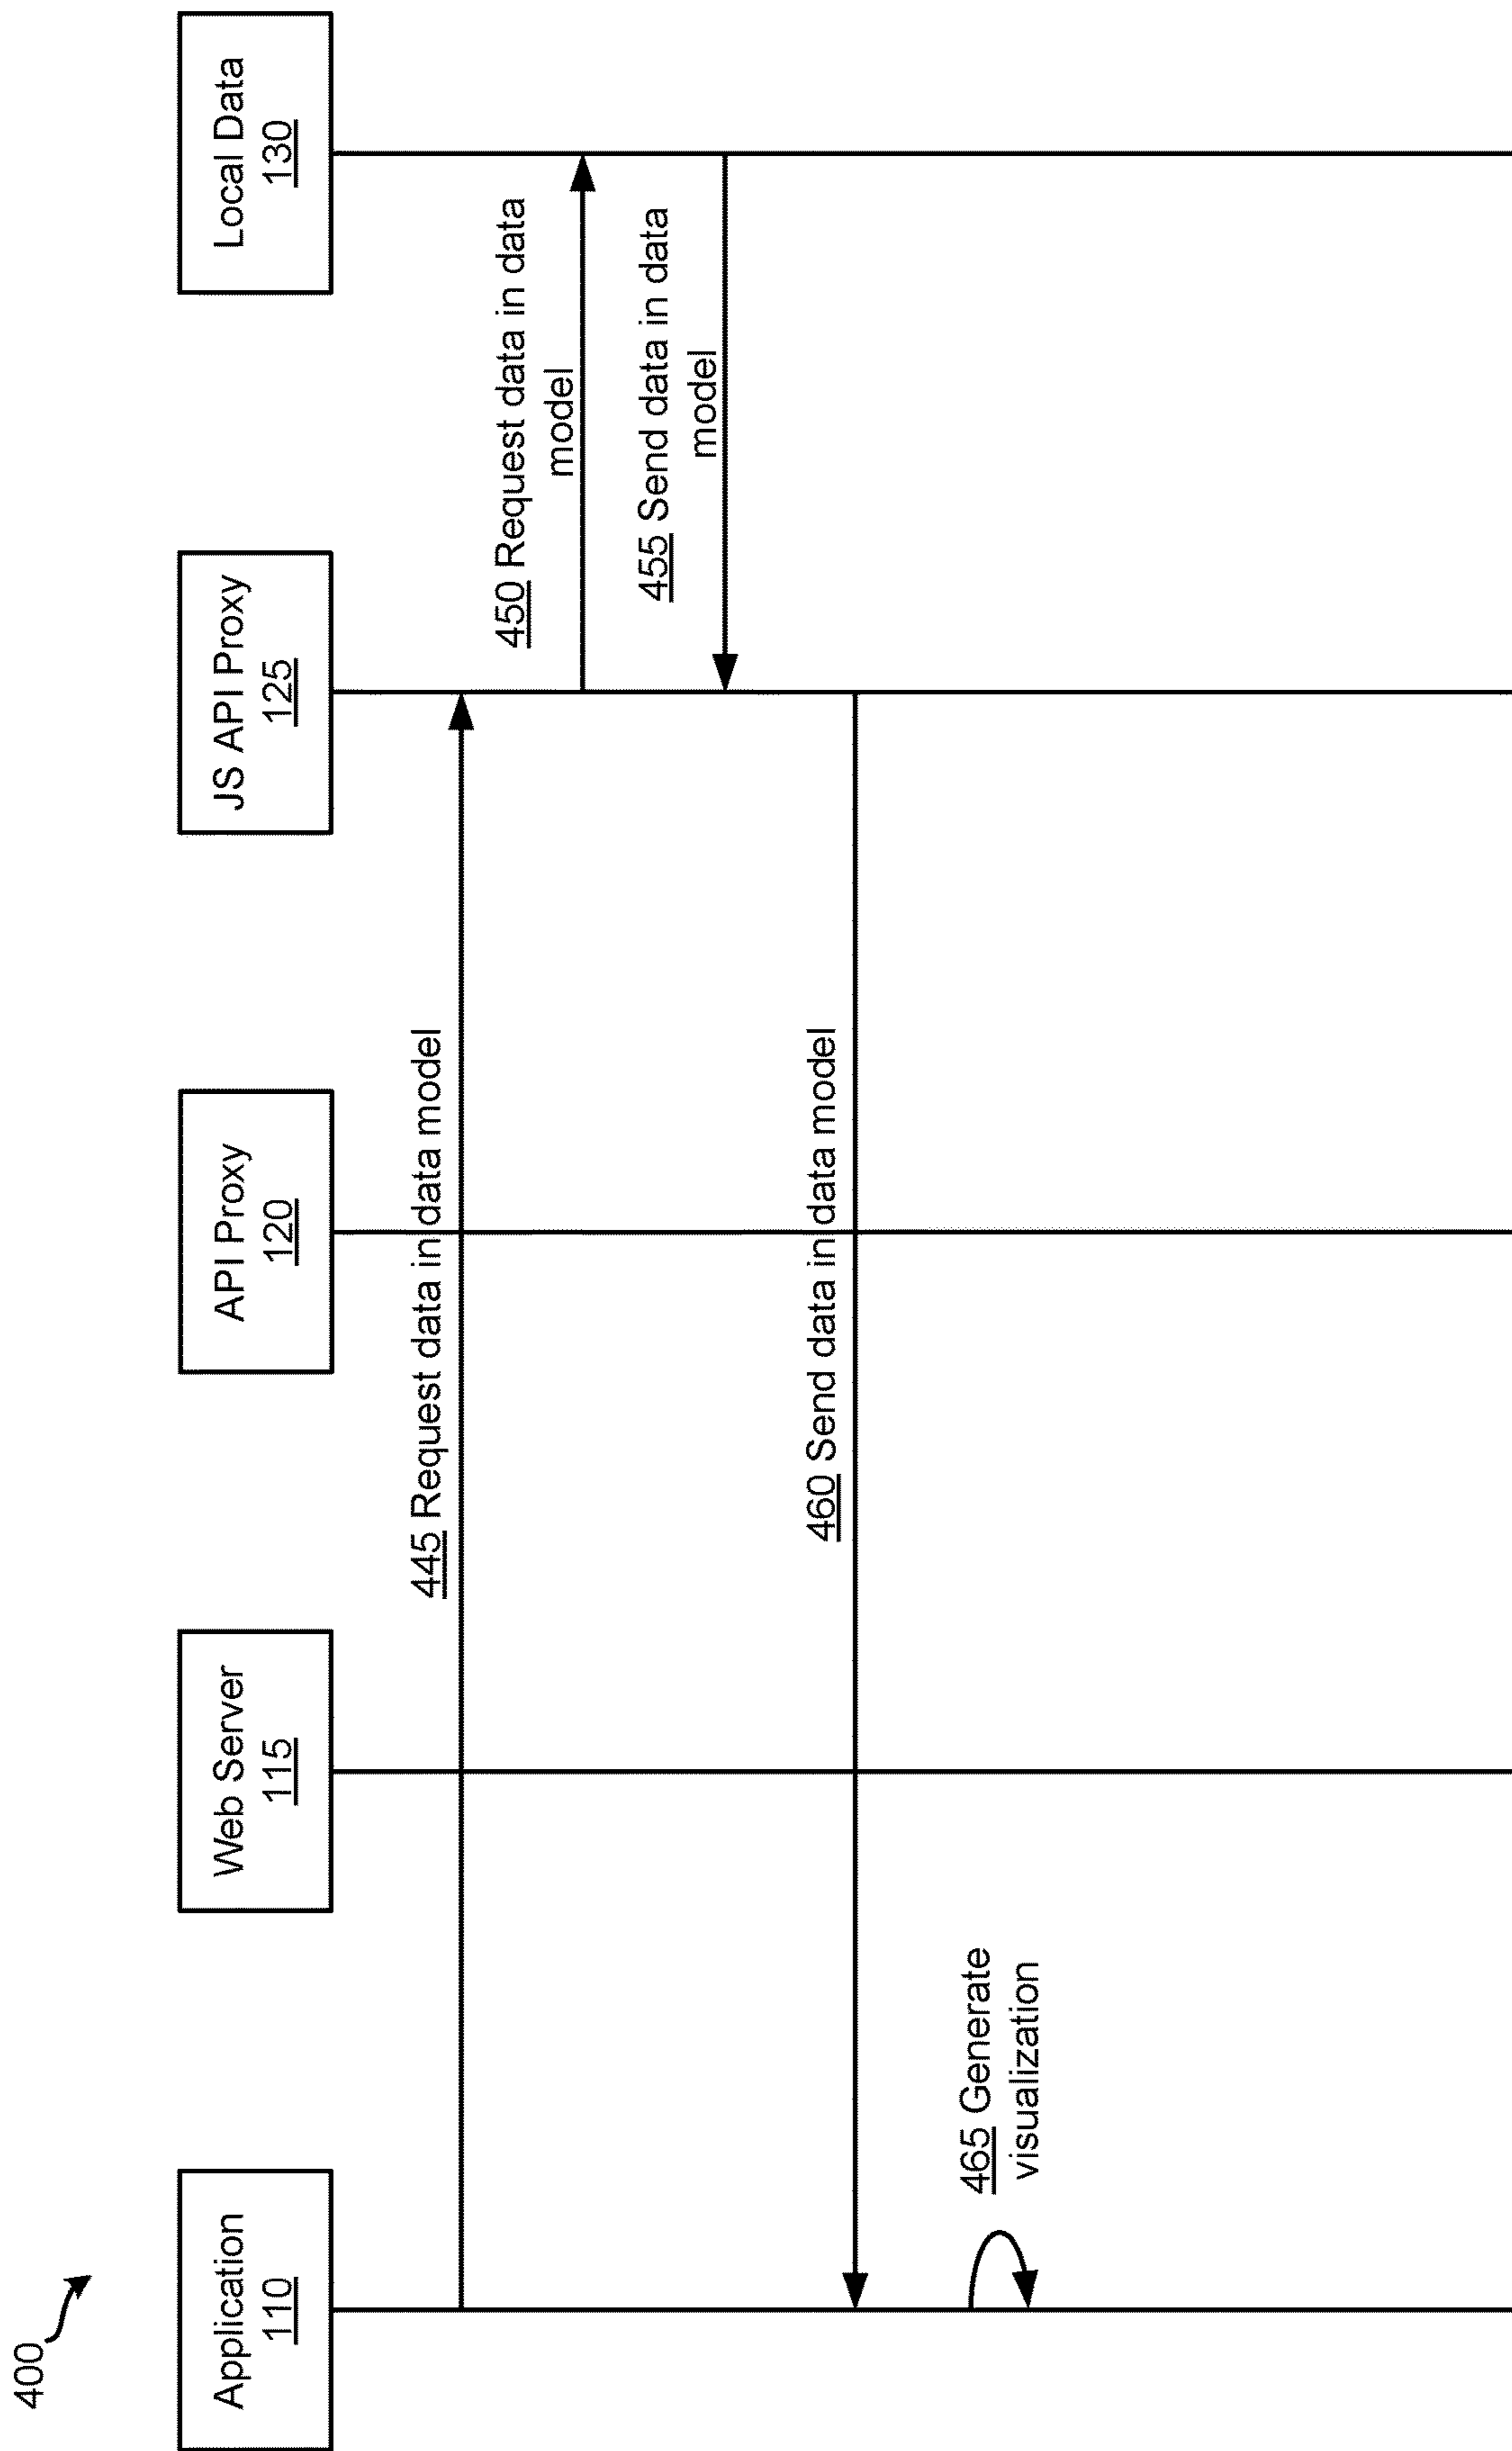 400
Application
110
Web Server
115
API Proxy
120
JS API Proxy
125
Local Data
130
445 Request data in data model
450 Request data in data
model
455 Send data in data
model
460 Send data in data model
465 Generate
visualization